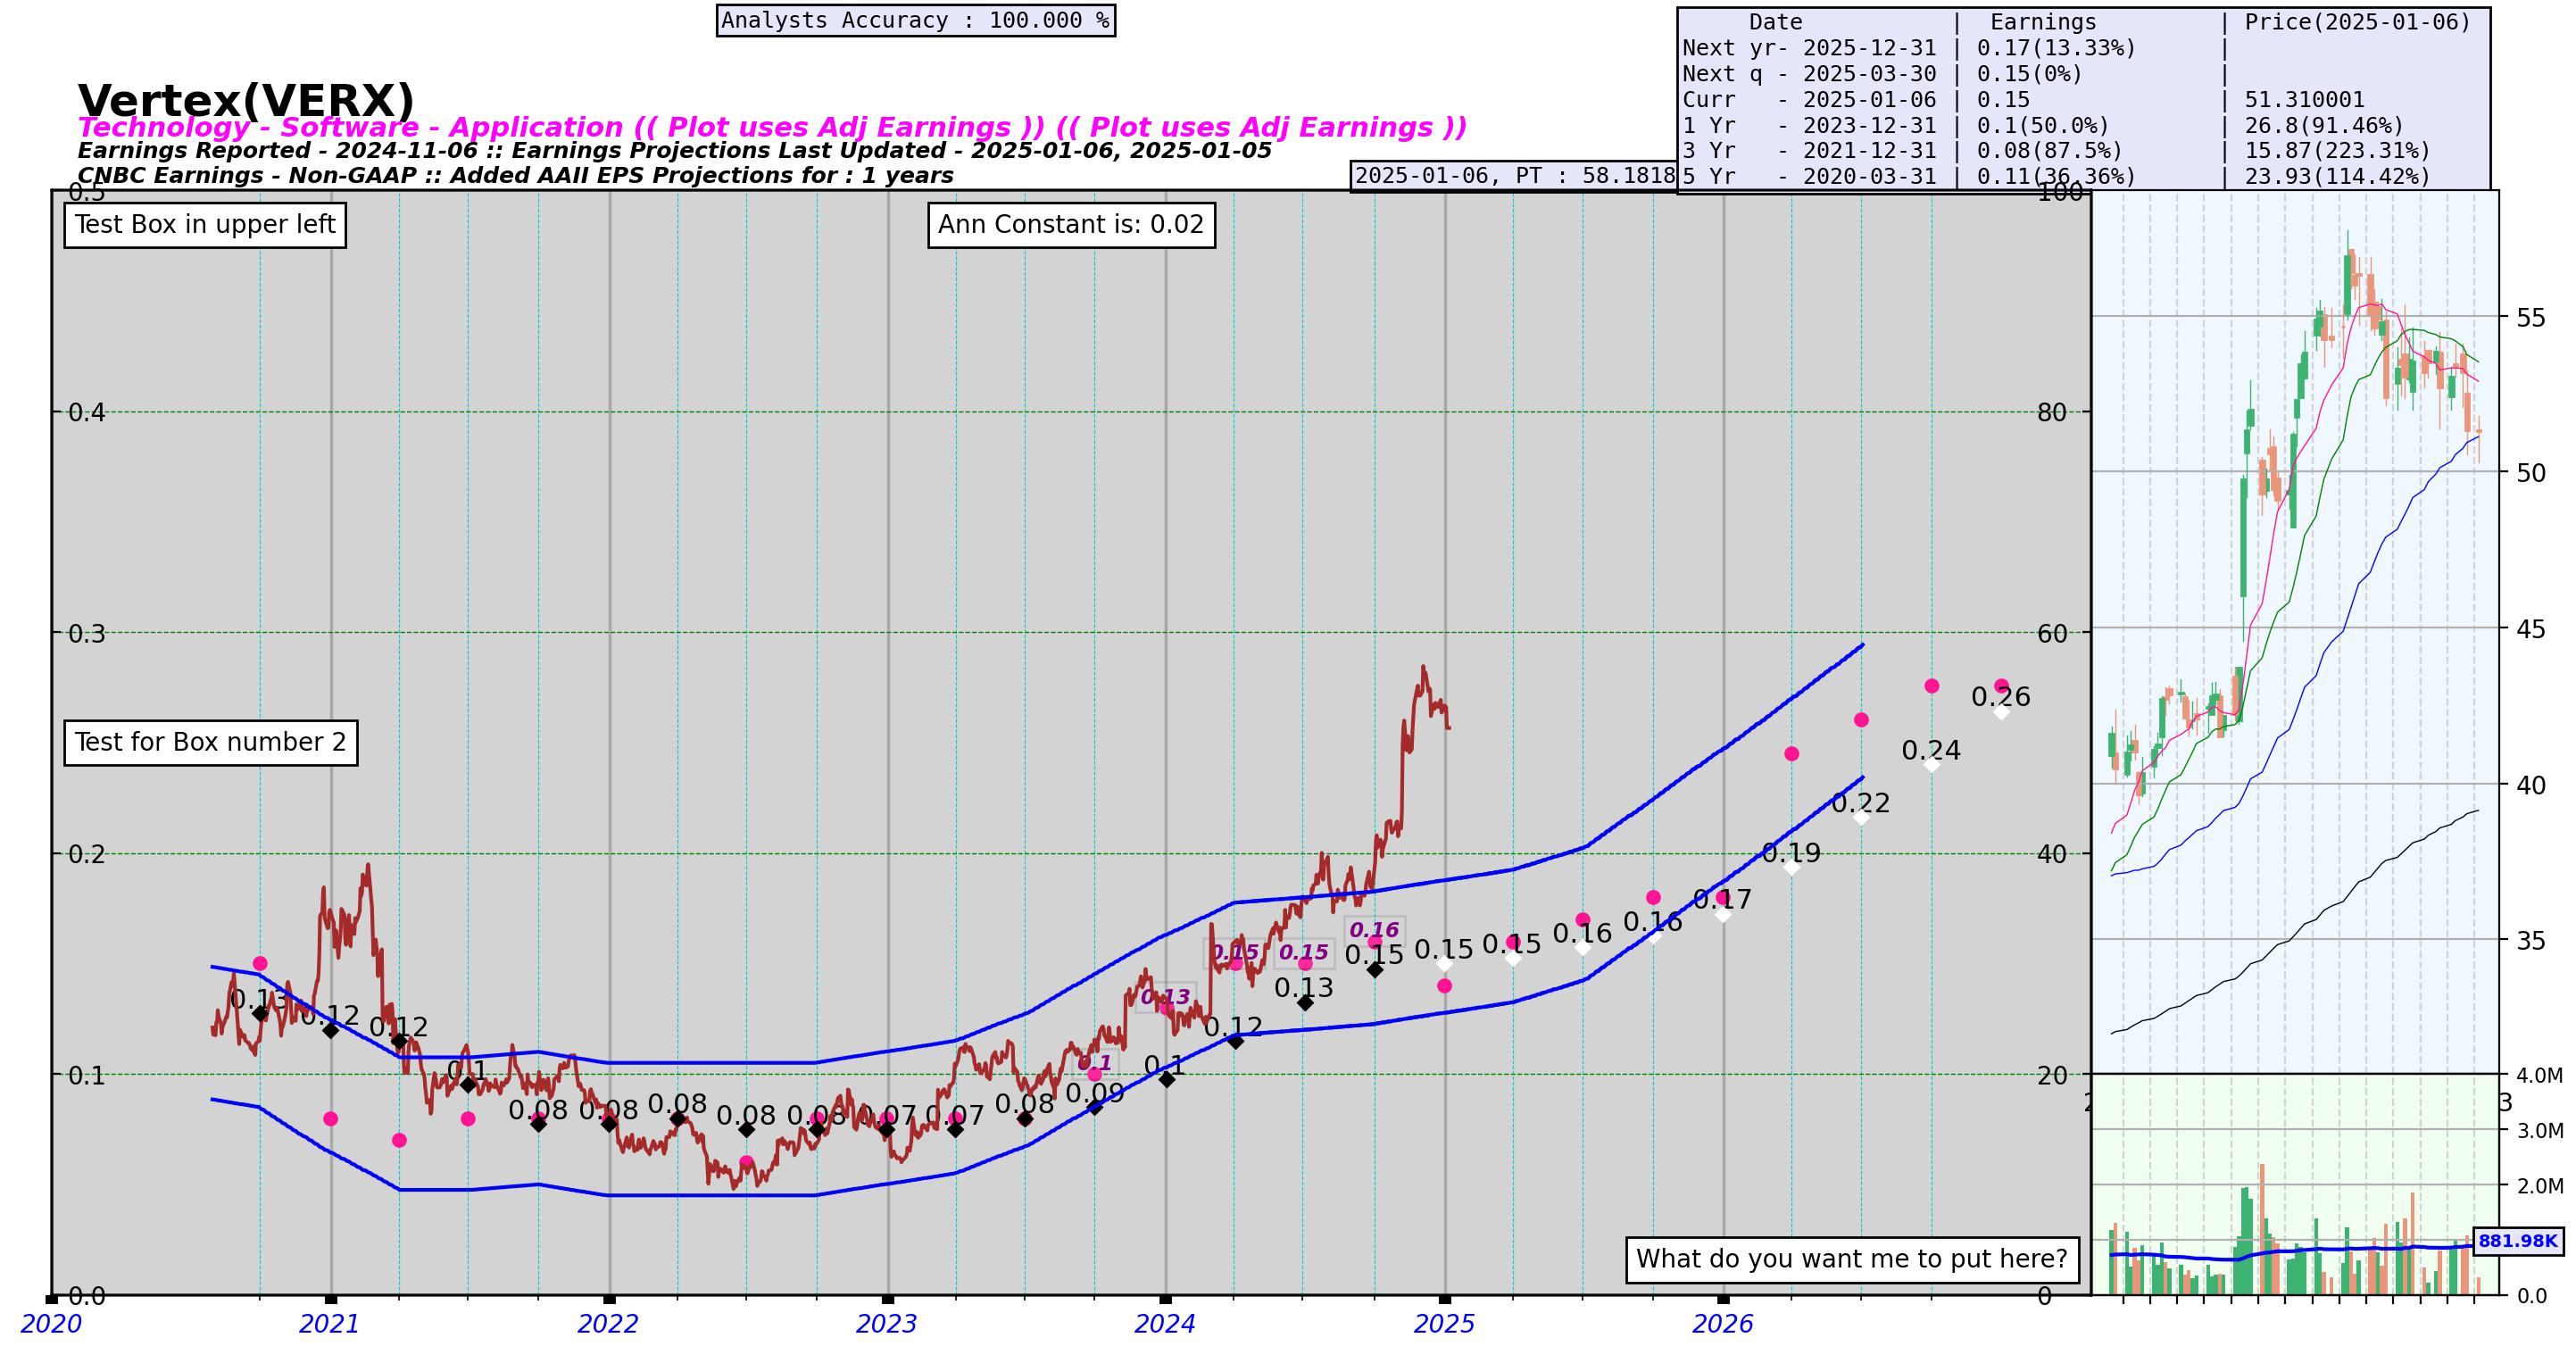 Analysts Accuracy : 100.000 %
Date | Earnings | Price(2025-01-06)
Next yr- 2025-12-31 | 0.17(13.33%) |
Next q - 2025-03-30 | 0.15(0%) |
Curr - 2025-01-06 | 0.15 | 51.310001
1 Yr - 2023-12-31 | 0.1(50.0%) | 26.8(91.46%)
3 Yr - 2021-12-31 | 0.08(87.5%) | 15.87(223.31%)
5 Yr - 2020-03-31 | 0.11(36.36%) | 23.93(114.42%)
Vertex(VERX)
Technology - Software - Application (( Plot uses Adj Earnings )) (( Plot uses Adj Earnings ))
Earnings Reported - 2024-11-06 :: Earnings Projections Last Updated - 2025-01-06, 2025-01-05
CNBC Earnings - Non-GAAP :: Added AAII EPS Projections for : 1 years
2025-01-06, PT : 58.1818
0.5
100
Test Box in upper left
Ann Constant is: 0.02
55
0.4
80
50
0.3
60
45
0.26
Test for Box number 2
0.24
40
0.22
0.2
0.19
40
0.17
0.16
0.16
0.16
0.15
0.15
0.15
0.15
0.15
35
0.13
0.13
0.13
0.12
0.12
0.12
0.1
0.1
0.1
0.1
20
4.0M
0.09
0.08
0.08
0.08
0.08
0.08
0.08
0.07
0.07
3
3.0M
2.0M
What do you want me to put here?
881.98K
0.0
0
0.0
2020
2021
2022
2023
2024
2025
2026